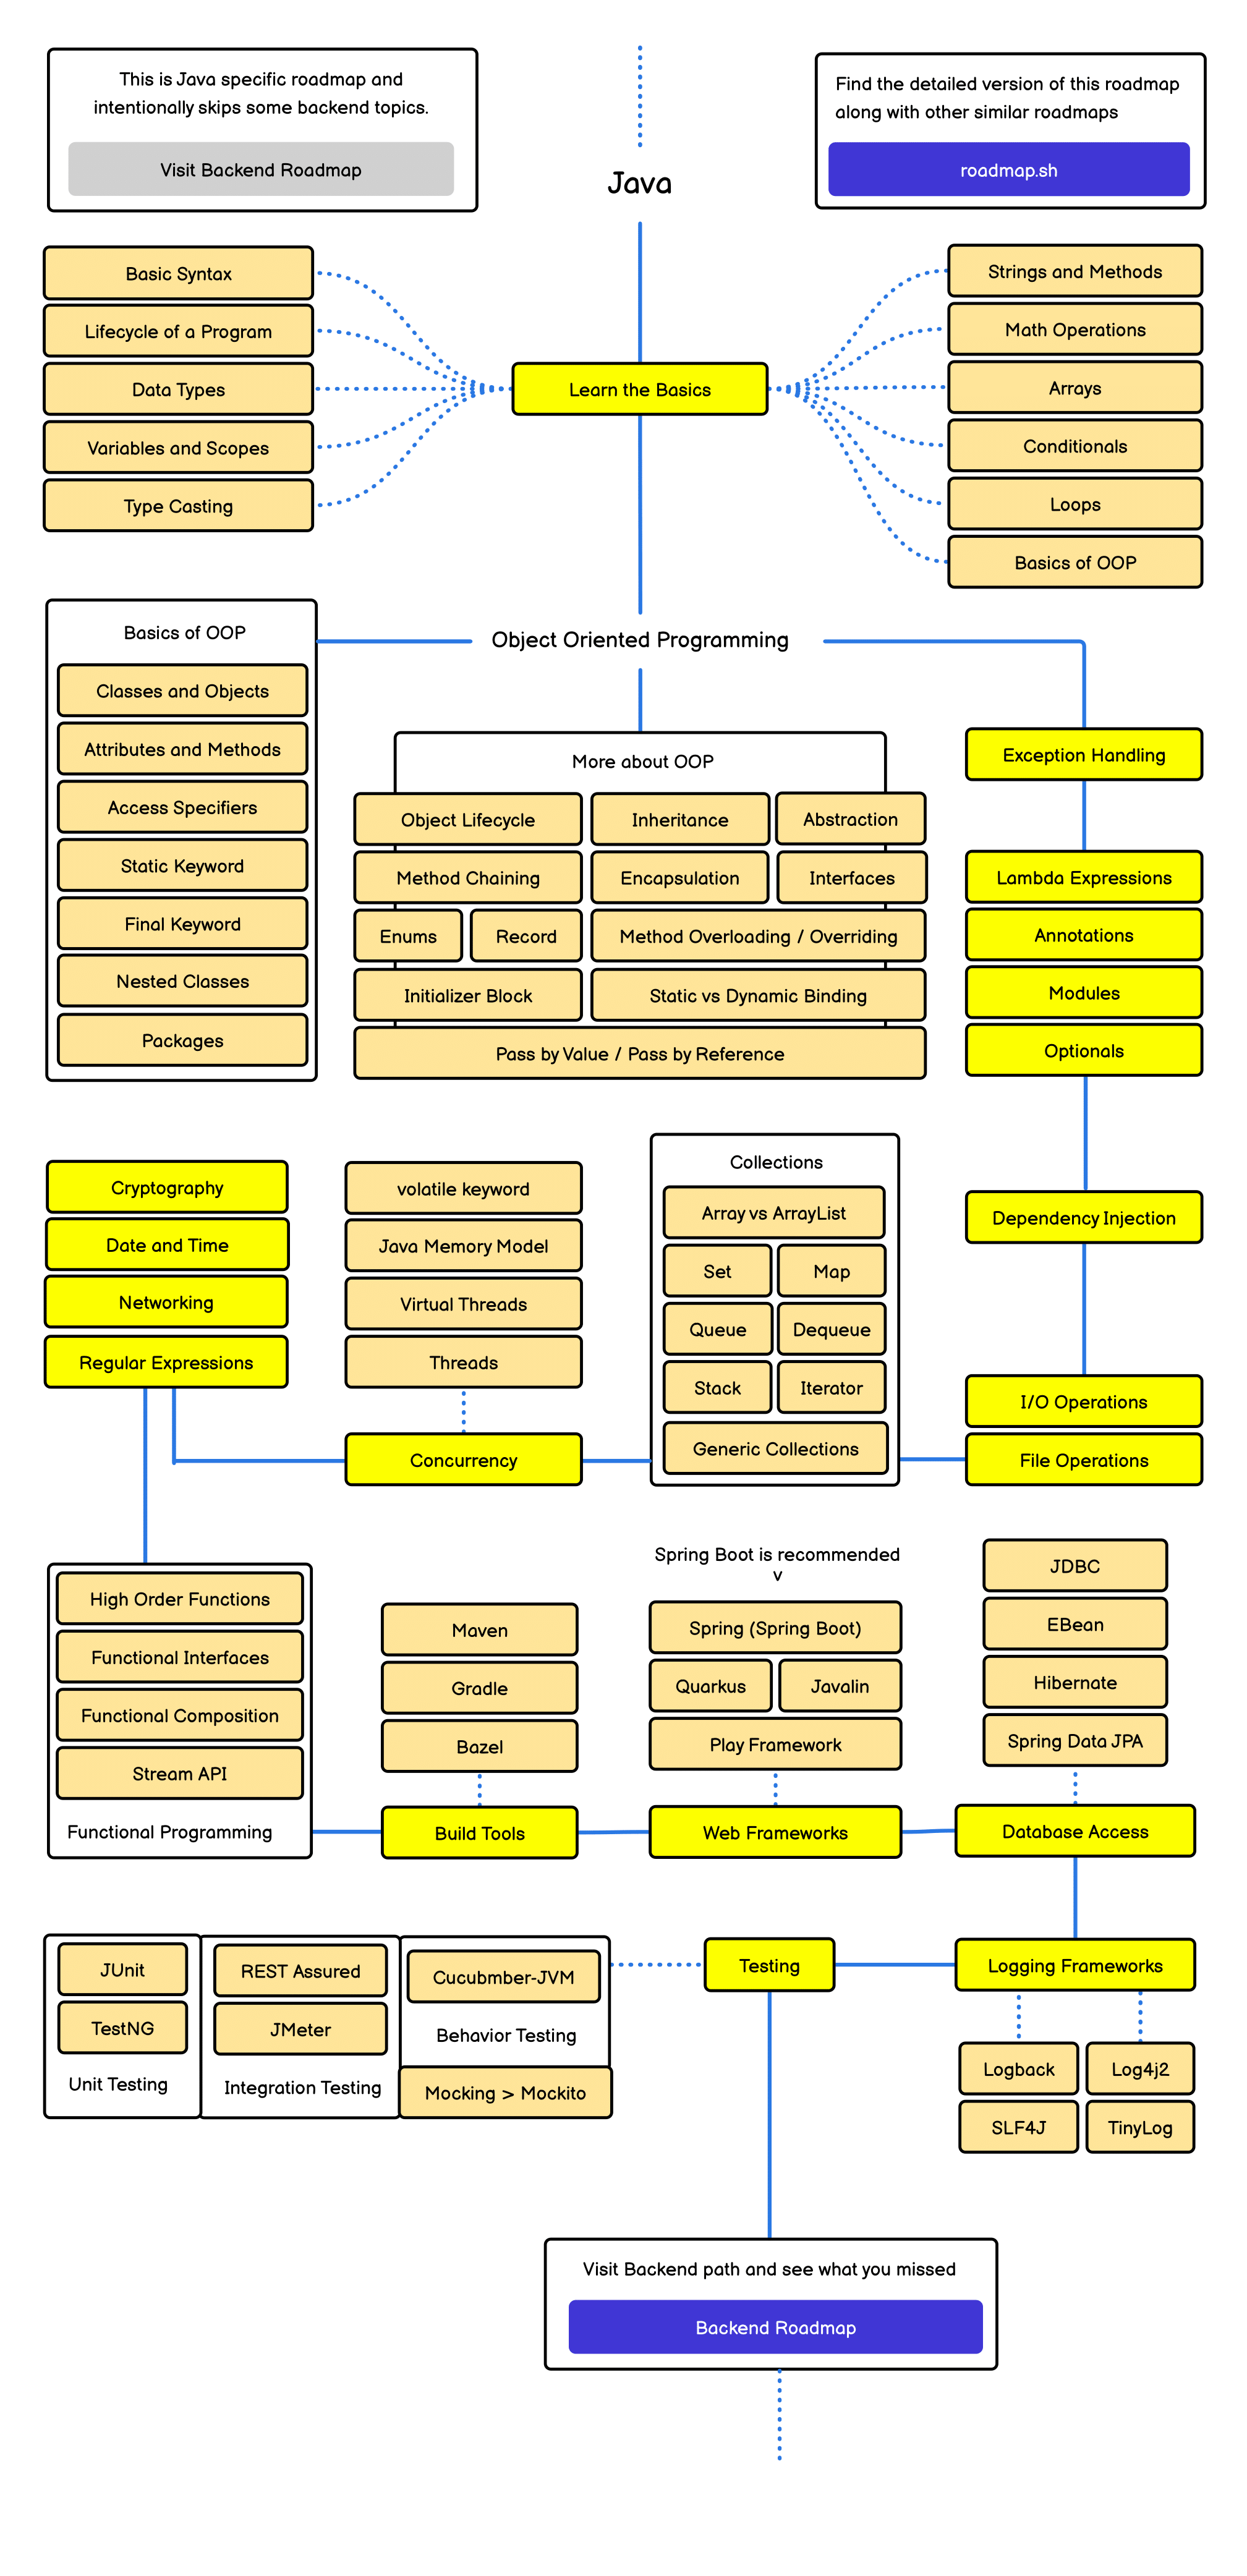 This is Java specific roadmap and
intentionally skips some backend topics.
Visit Backend Roadmap
Java
Find the detailed version of this roadmap
along with other similar roadmaps
roadmap.sh
Basic Syntax
Lifecycle of a Program
Data Types
Variables and Scopes
Type Casting
Learn the Basics
Strings and Methods
Math Operations
Arrays
Conditionals
Loops
Basics of OOP
Object Oriented Programming
Basics of OOP
Classes and Objects
Attributes and Methods
Access Specifiers
Static Keyword
Final Keyword
Nested Classes
Packages
More about OOP
Object Lifecycle
Inheritance
Abstraction
Method Chaining
Encapsulation
Interfaces
Enums
Record
Method Overloading / Overriding
Initializer Block
Static vs Dynamic Binding
Pass by Value / Pass by Reference
Exception Handling
Lambda Expressions
Annotations
Modules
Optionals
Dependency Injection
I/O Operations
File Operations
Collections
Array vs ArrayList
Set
Map
Queue
Dequeue
Stack
Iterator
Generic Collections
volatile keyword
Java Memory Model
Virtual Threads
Threads
Concurrency
Cryptography
Date and Time
Networking
Regular Expressions
High Order Functions
Functional Interfaces
Functional Composition
Stream API
Functional Programming
Maven
Gradle
Bazel
Build Tools
Spring Boot is recommended
v
Spring (Spring Boot)
Quarkus
Javalin
Play Framework
Web Frameworks
JDBC
EBean
Hibernate
Spring Data JPA
Database Access
Logging Frameworks
Logback
Log4j2
SLF4J
TinyLog
Testing
JUnit
TestNG
Unit Testing
REST Assured
JMeter
Integration Testing
Cucubmber-JVM
Behavior Testing
Mocking > Mockito
Visit Backend path and see what you missed
Backend Roadmap